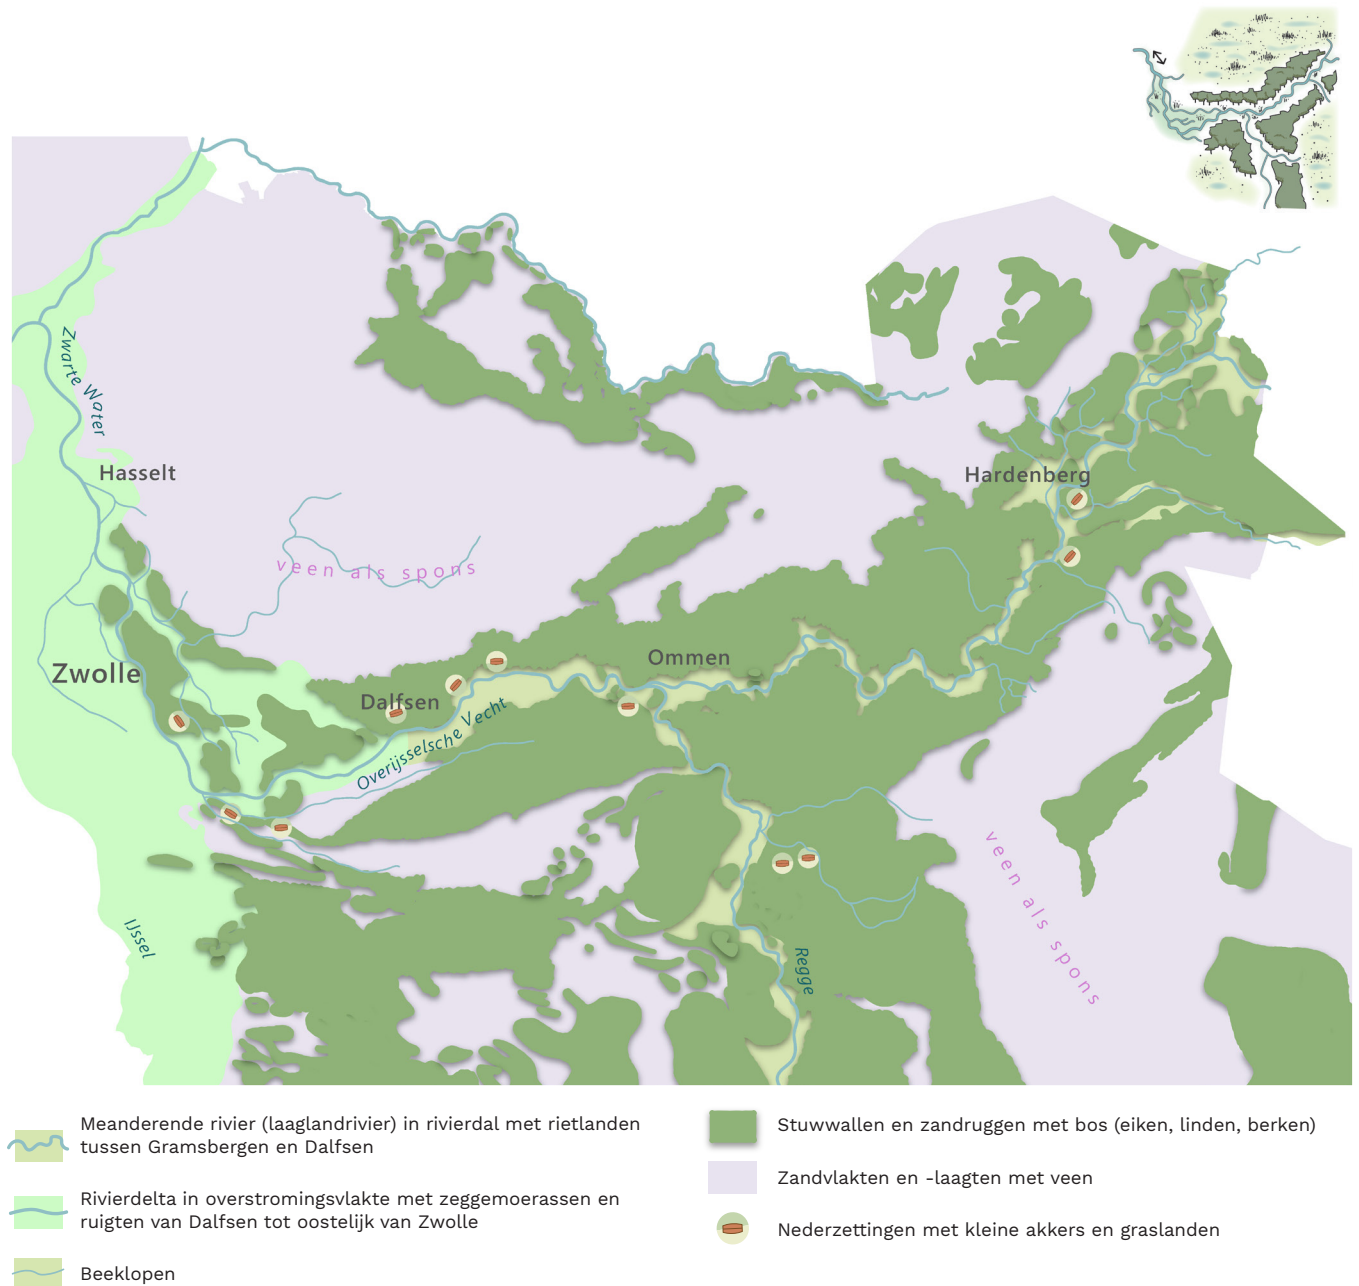 Zwarte Water
Hasselt
Hardenberg
veen als spons
Zwolle
Ommen
Dalfsen
Overijsselsche Vecht
veen als spons
IJssel
Regge
Meanderende rivier (laaglandrivier) in rivierdal met rietlanden
tussen Gramsbergen en Dalfsen
Rivierdelta in overstromingsvlakte met zeggemoerassen en
ruigten van Dalfsen tot oostelijk van Zwolle
Beeklopen
Stuwwallen en zandruggen met bos (eiken, linden, berken)
Zandvlakten en -laagten met veen
Nederzettingen met kleine akkers en graslanden